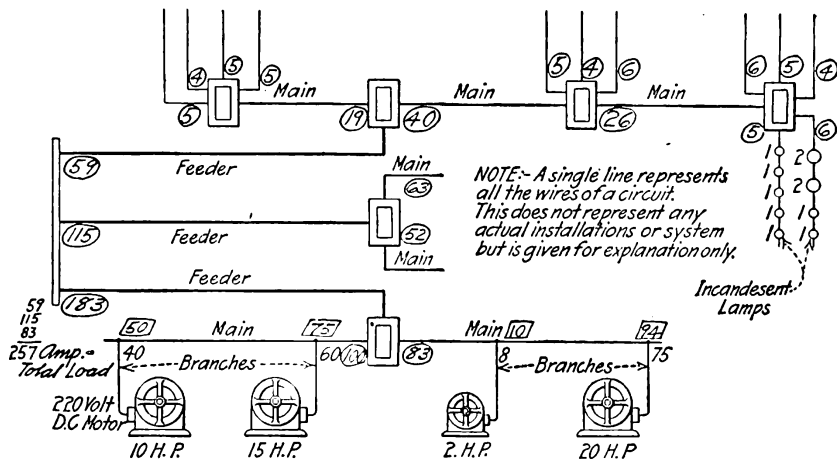 4 5 5 5 4 6 6 5 4
5 Main 19 40 Main 26 Main 5 6
59
Feeder
Main
63
NOTE:- A single line represents
all the wires of a circuit.
This does not represent any
actual installations or system
but is given for explanation only.
1 2
1 2
1 1
1 1
1 1
115
Feeder
52
Main
Feeder
183
Incandesent
Lamps
59
115
83
257 Amp.=
Total Load
50 Main 75 Main 10 94
40 Branches 60 100 83 8 Branches 75
220 Volt
D.C Motor
10 H.P. 15 H.P. 2. H.P. 20 H.P.